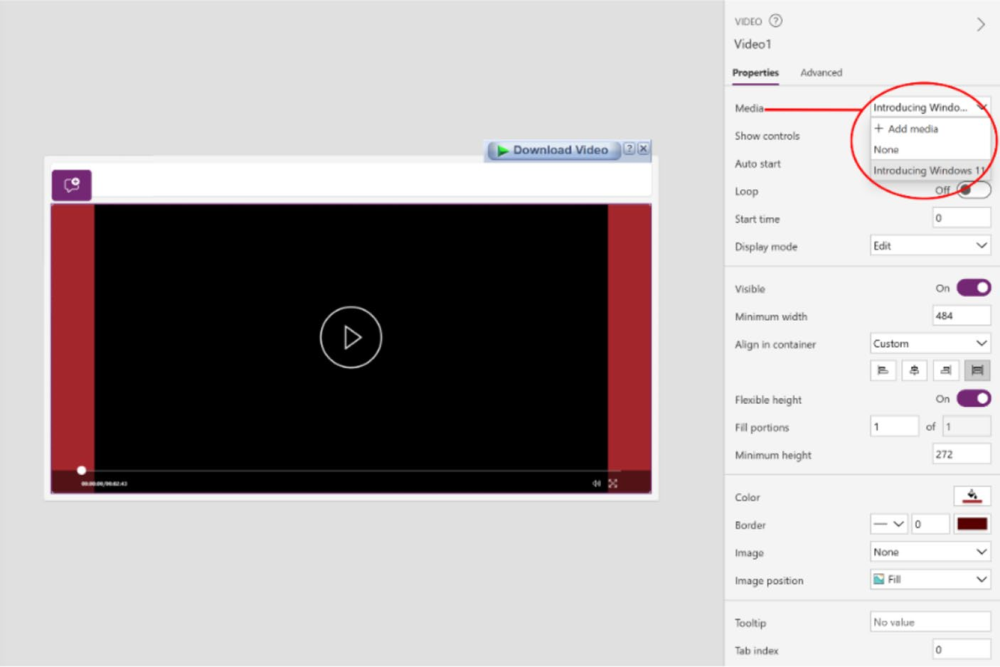 VIDEO ?
Video1
Properties Advanced
Media Introducing Windo...
+ Add media
None
Introducing Windows 11
Show controls
Auto start
Loop Off
Start time 0
Display mode Edit
Download Video ? X
00:00:00/00:02:43
Visible On
Minimum width 484
Align in container Custom
Flexible height On
Fill portions 1 of 1
Minimum height 272
Color
Border 0
Image None
Image position Fill
Tooltip No value
Tab index 0